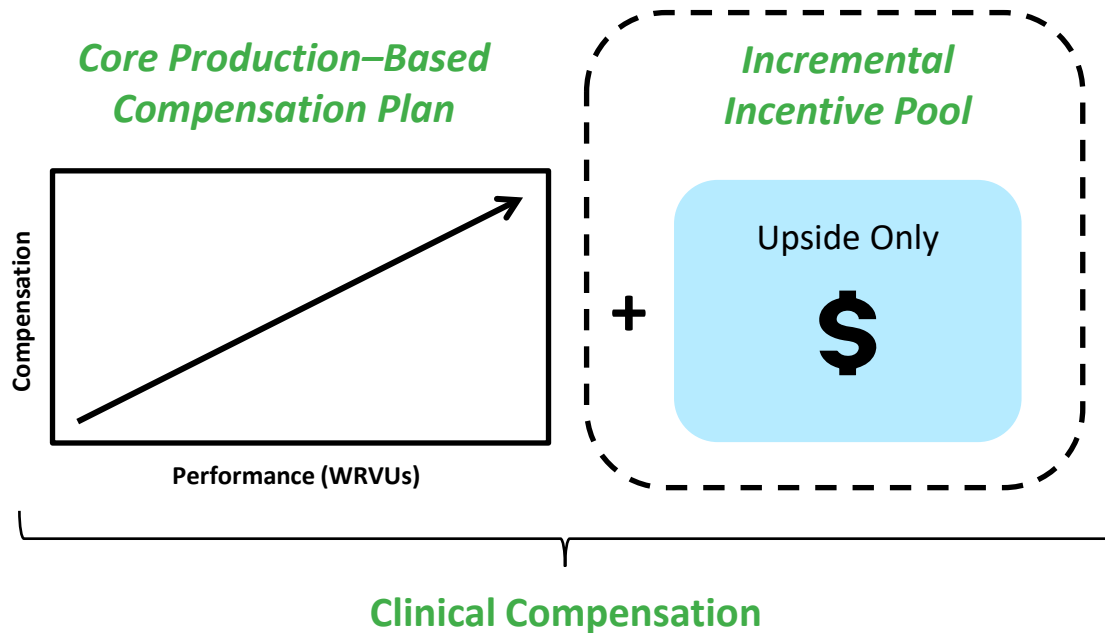 Core Production–Based
Compensation Plan
Incremental
Incentive Pool
Compensation
Performance (WRVUs)
+
Upside Only
$
Clinical Compensation